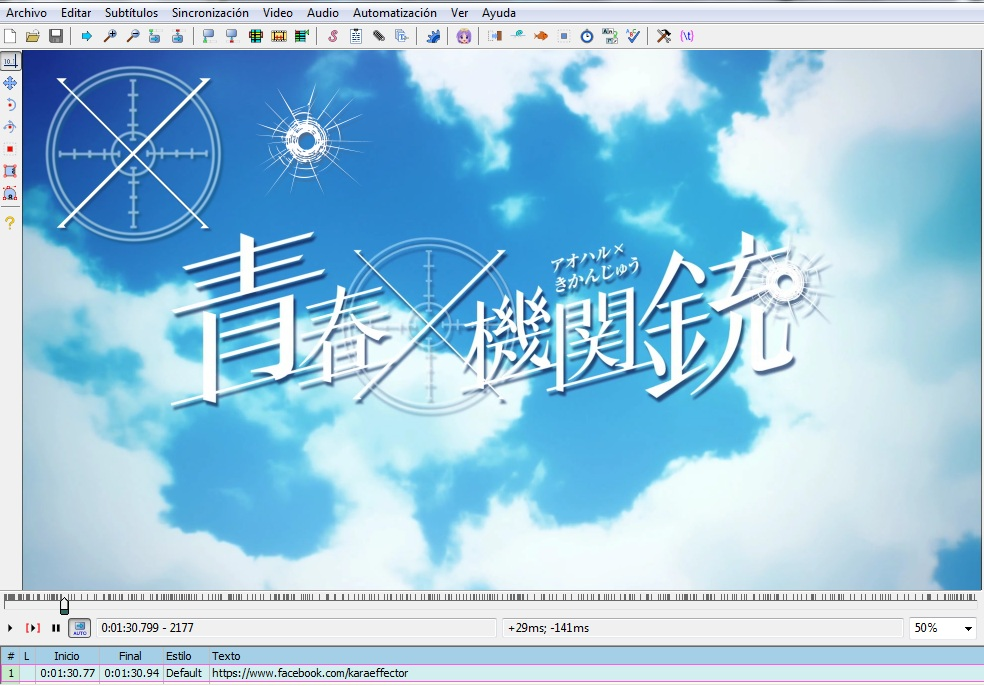 Archivo Editar Subtítulos Sincronización Video Audio Automatización Ver Ayuda
アオハル×
きかんじゅう
青春×機関銃
0:01:30.799 - 2177
+29ms; -141ms
50%
AUTO
# L Inicio Final Estilo Texto
1 0:01:30.77 0:01:30.94 Default https://www.facebook.com/karaeffector